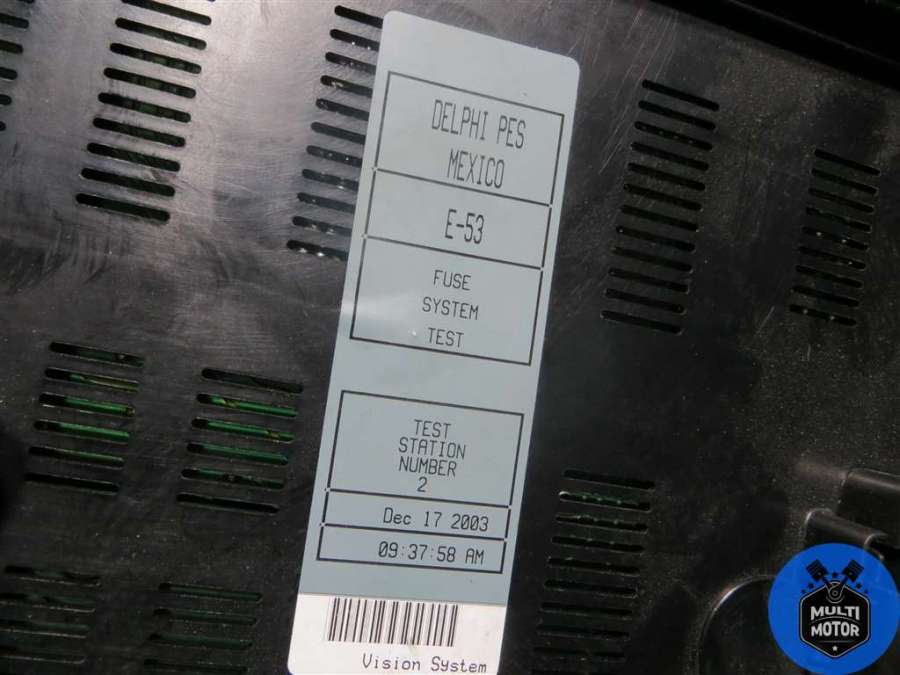 DELPHI PES
MEXICO
E-53
FUSE
SYSTEM
TEST
TEST
STATION
NUMBER
2
Dec 17 2003
09:37:58 AM
Vision System
MULTI
MOTOR